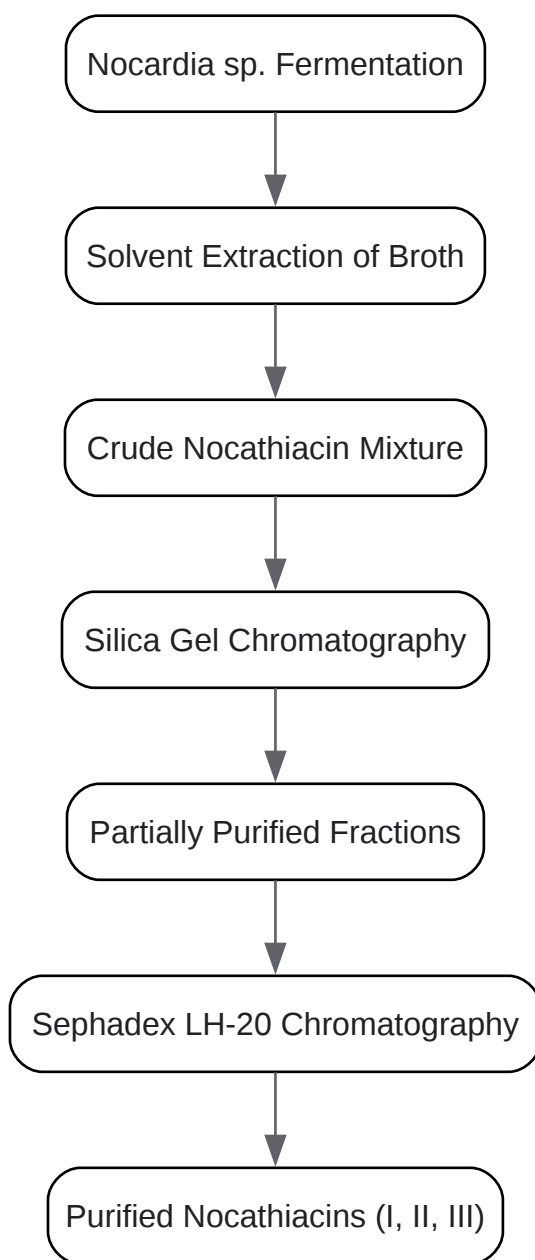 Nocardia sp. Fermentation
Solvent Extraction of Broth
Crude Nocathiacin Mixture
Silica Gel Chromatography
Partially Purified Fractions
Sephadex LH-20 Chromatography
Purified Nocathiacins (I, II, III)